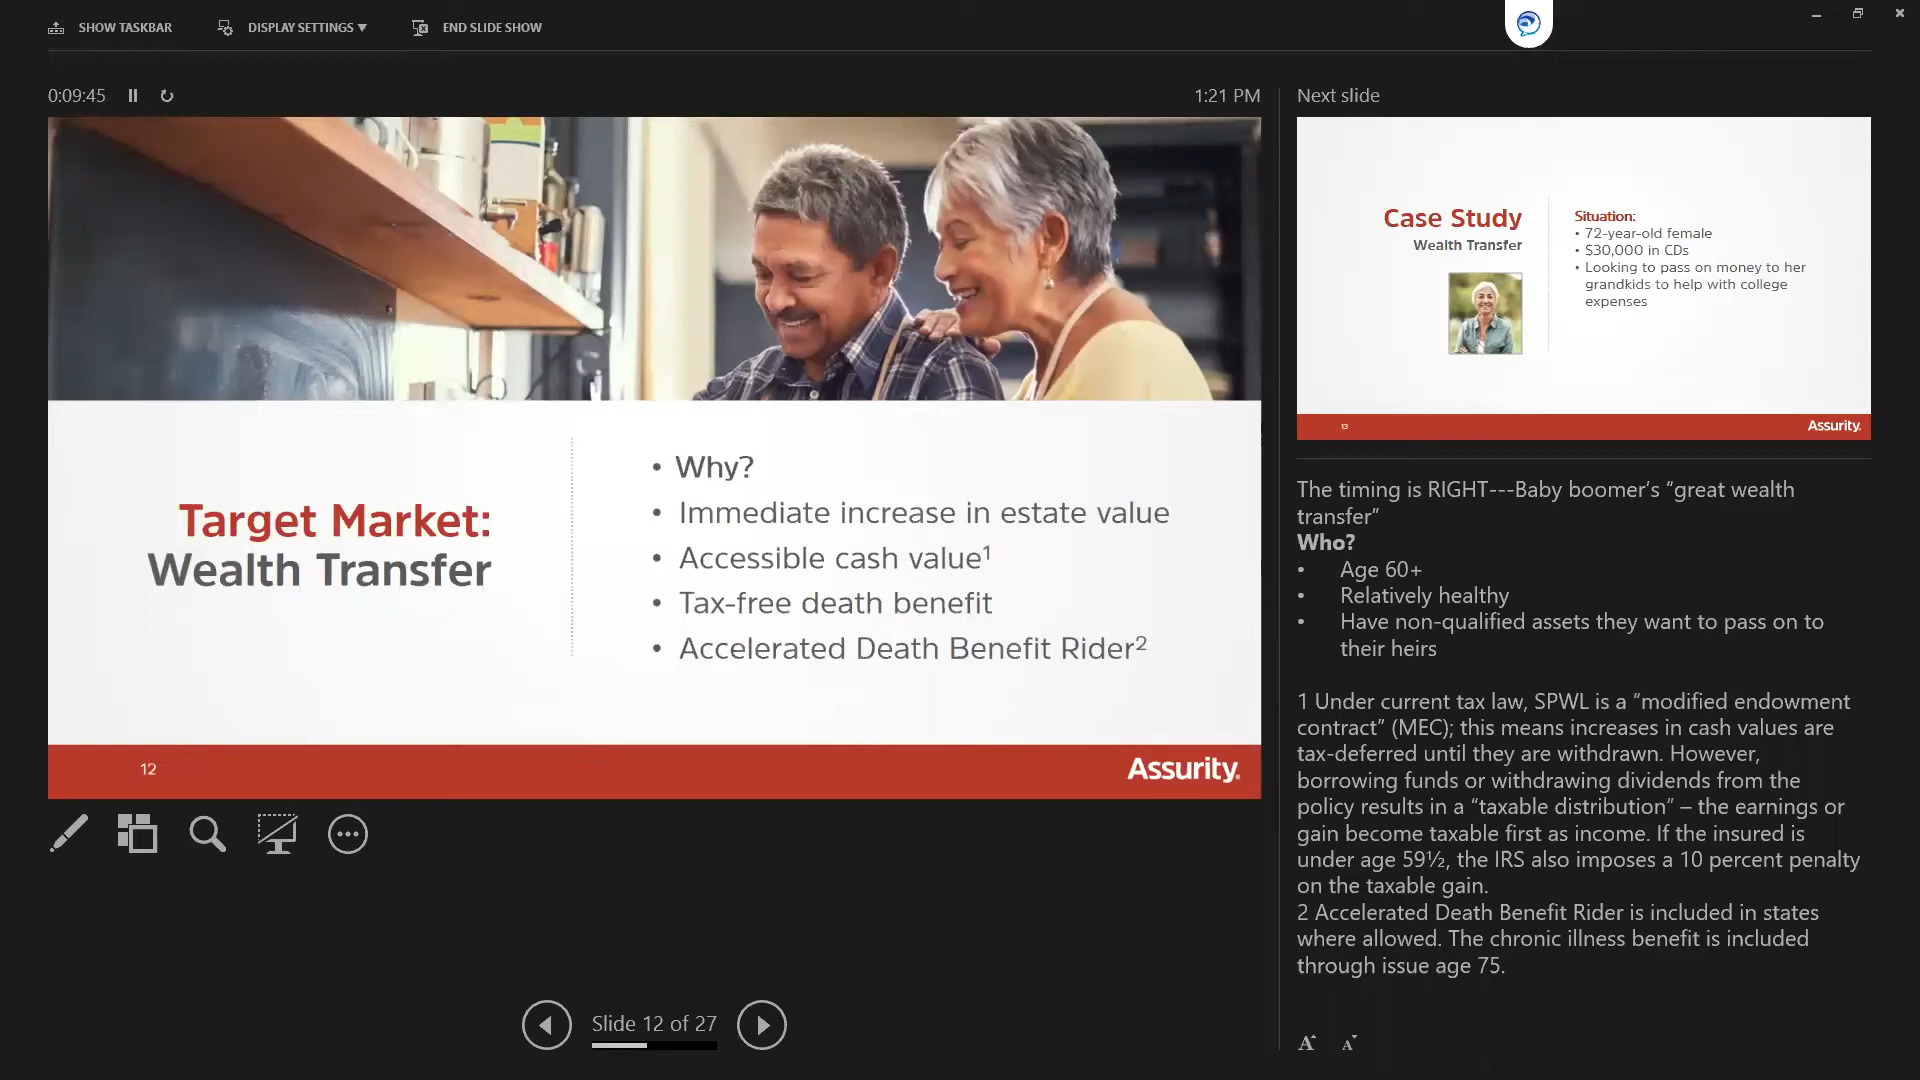 SHOW TASKBAR
DISPLAY SETTINGS
END SLIDE SHOW
0:09:45
1:21 PM
Target Market:
Wealth Transfer
• Why?
• Immediate increase in estate value
• Accessible cash value¹
• Tax-free death benefit
• Accelerated Death Benefit Rider²
12
Assurity
Slide 12 of 27
Next slide
Case Study
Wealth Transfer
Situation:
• 72-year-old female
• $30,000 in CDs
• Looking to pass on money to her
grandkids to help with college
expenses
13
Assurity
The timing is RIGHT---Baby boomer's “great wealth
transfer”
Who?
• Age 60+
• Relatively healthy
• Have non-qualified assets they want to pass on to
their heirs
1 Under current tax law, SPWL is a “modified endowment
contract” (MEC); this means increases in cash values are
tax-deferred until they are withdrawn. However,
borrowing funds or withdrawing dividends from the
policy results in a “taxable distribution” – the earnings or
gain become taxable first as income. If the insured is
under age 59½, the IRS also imposes a 10 percent penalty
on the taxable gain.
2 Accelerated Death Benefit Rider is included in states
where allowed. The chronic illness benefit is included
through issue age 75.
A A